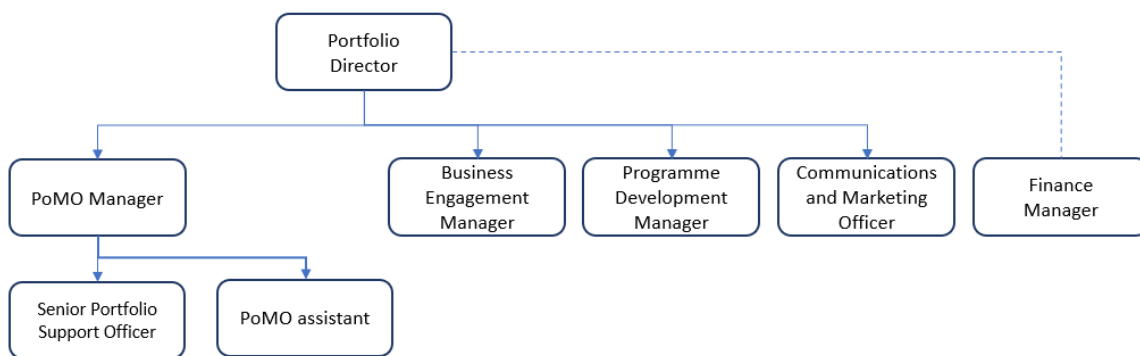 Portfolio
Director
PoMO Manager
Business
Engagement
Manager
Programme
Development
Manager
Communications
and Marketing
Officer
Finance
Manager
Senior Portfolio
Support Officer
PoMO assistant